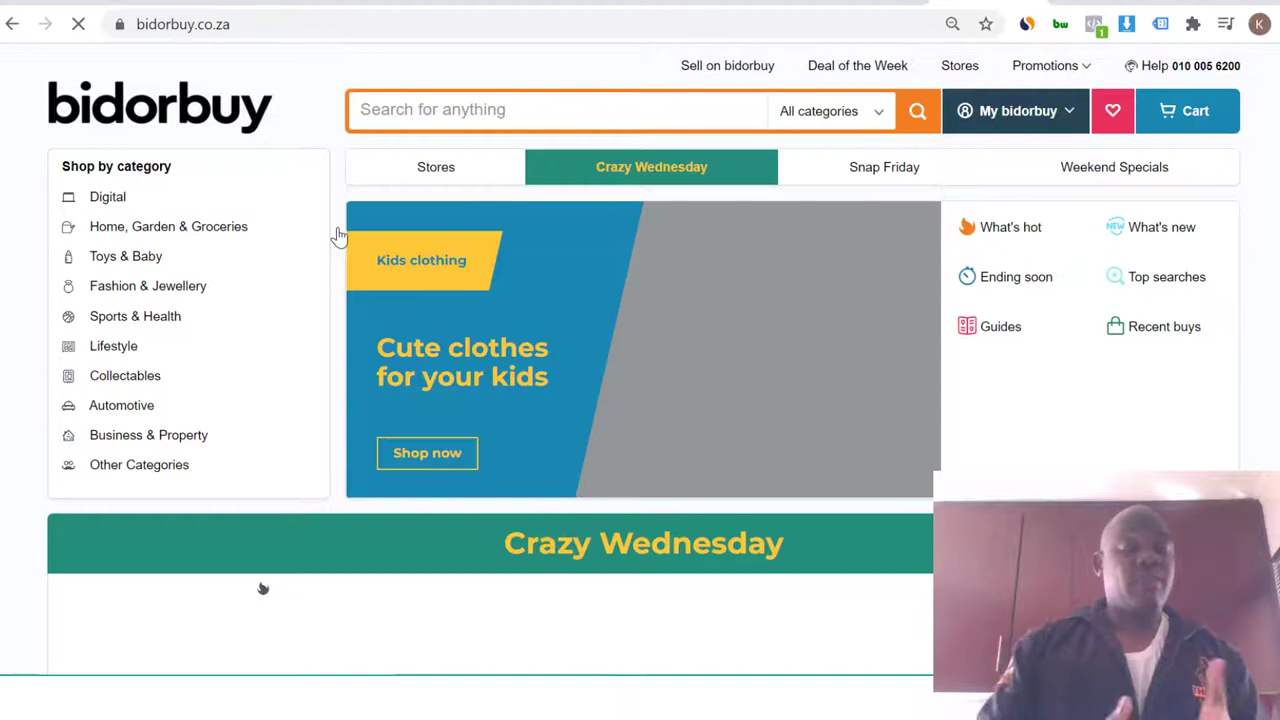 bidorbuy.co.za
bw
1
K
Sell on bidorbuy
Deal of the Week
Stores
Promotions
Help 010 005 6200
bidorbuy
Search for anything
All categories
My bidorbuy
Cart
Shop by category
Digital
Home, Garden & Groceries
Toys & Baby
Fashion & Jewellery
Sports & Health
Lifestyle
Collectables
Automotive
Business & Property
Other Categories
Stores
Crazy Wednesday
Snap Friday
Weekend Specials
Kids clothing
Cute clothes
for your kids
Shop now
What's hot
NEW What's new
Ending soon
Top searches
Guides
Recent buys
Crazy Wednesday